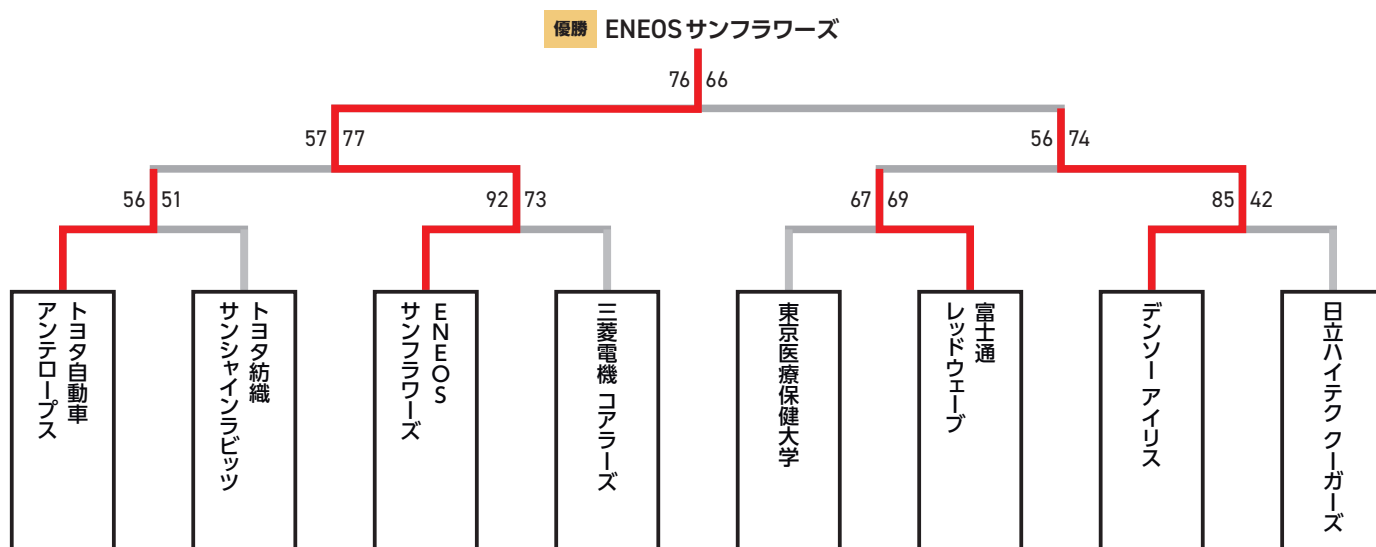 優勝 ENEOSサンフラワーズ
76 66
57 77
56 74
56 51
92 73
67 69
85 42
トヨタ自動車
アンテロープス
トヨタ紡織
サンシャインラビッツ
ENEOS
サンフラワーズ
三菱電機 コアラーズ
東京医療保健大学
富士通
レッドウェーブ
デンソー アイリス
日立ハイテク クーガーズ